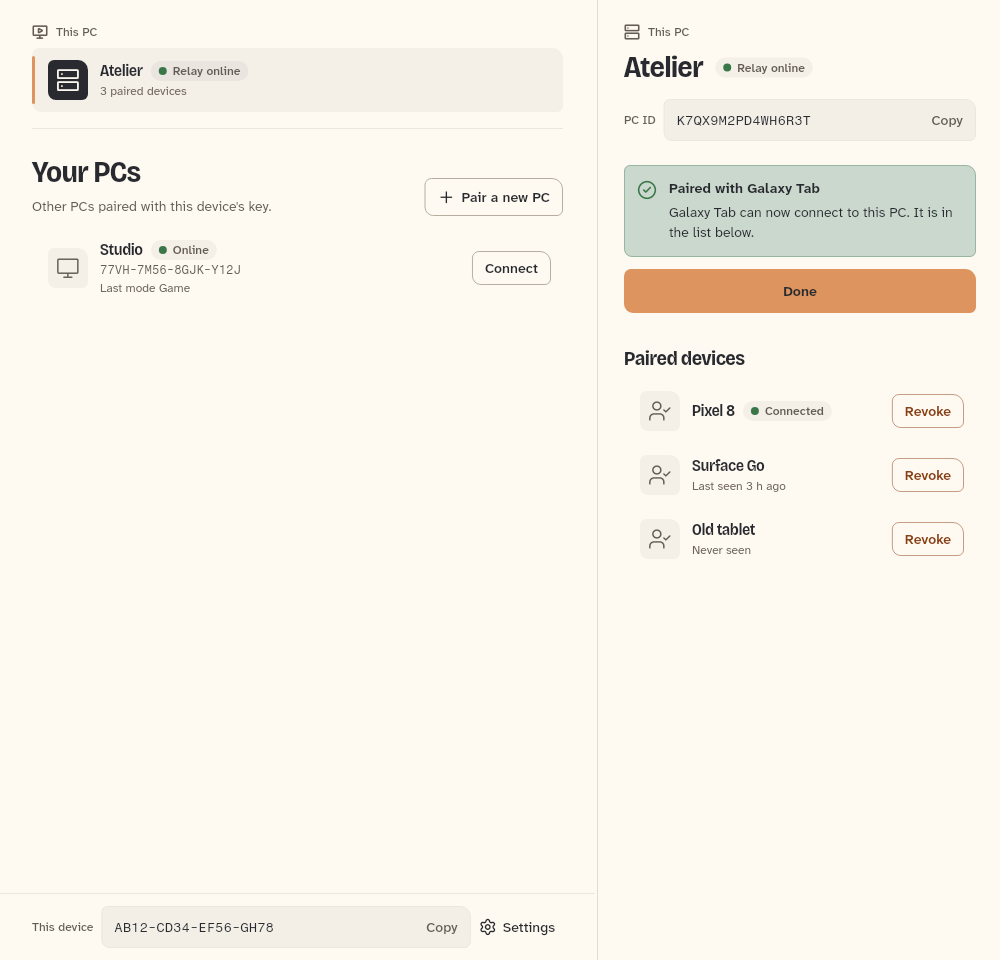 This PC
Atelier
Relay online
3 paired devices
Your PCs
Other PCs paired with this device's key.
Pair a new PC
Studio
Online
77VH-7M56-8GJK-Y12J
Last mode Game
Connect
This device
AB12-CD34-EF56-GH78
Copy
Settings
This PC
Atelier
Relay online
PC ID
K7QX9M2PD4WH6R3T
Copy
Paired with Galaxy Tab
Galaxy Tab can now connect to this PC. It is in
the list below.
Done
Paired devices
Pixel 8
Connected
Revoke
Surface Go
Last seen 3 h ago
Revoke
Old tablet
Never seen
Revoke